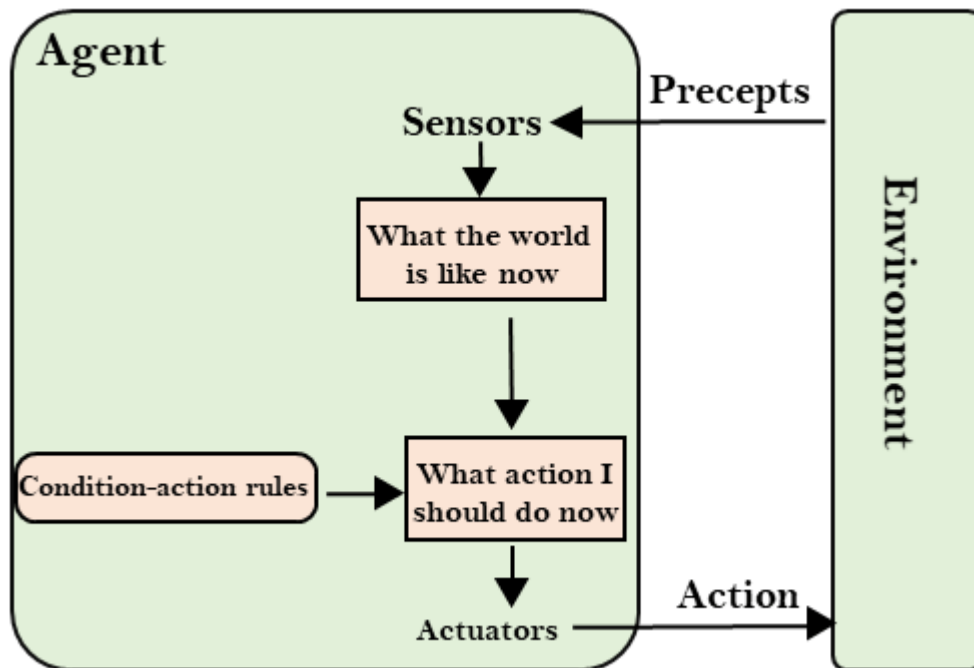 Agent
Precepts
Sensors
What the world
is like now
Environment
Condition-action rules
What action I
should do now
Action
Actuators